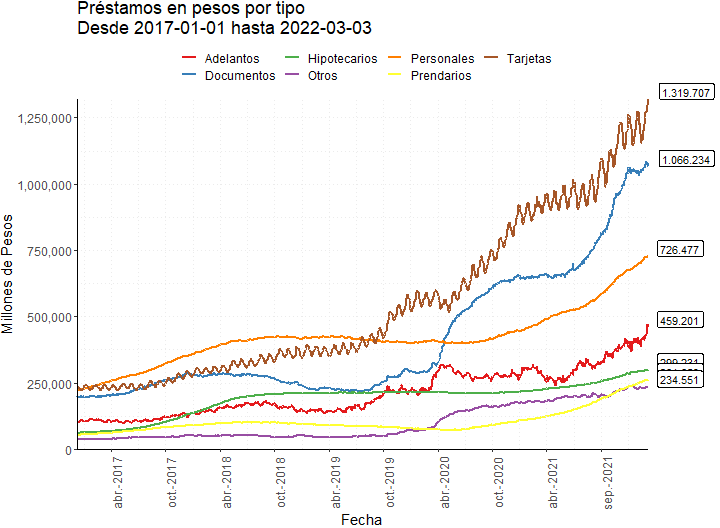 Préstamos en pesos por tipo
Desde 2017-01-01 hasta 2022-03-03
Adelantos Hipotecarios Personales Tarjetas
Documentos Otros Prendarios
1.319.707
1,250,000
1.066.234
1,000,000
726.477
750,000
459.201
500,000
234.551
250,000
0
Millones de Pesos
abr.-2017
oct.-2017
abr.-2018
oct.-2018
abr.-2019
oct.-2019
abr.-2020
oct.-2020
abr.-2021
sep.-2021
Fecha